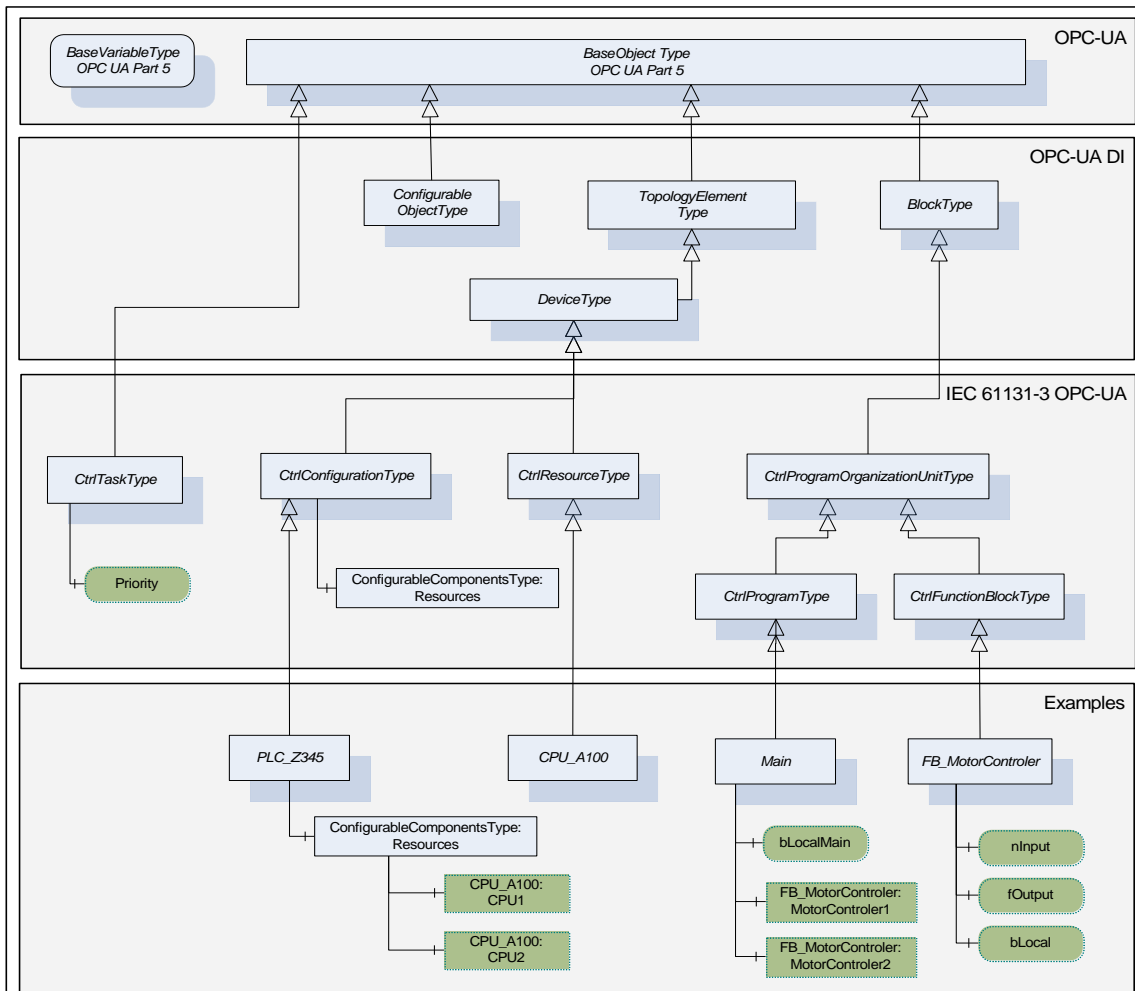 OPC-UA
BaseVariableType
OPC UA Part 5
BaseObject Type
OPC UA Part 5
OPC-UA DI
Configurable
ObjectType
TopologyElement
Type
BlockType
DeviceType
IEC 61131-3 OPC-UA
CtrlTaskType
CtrlConfigurationType
CtrlResourceType
CtrlProgramOrganizationUnitType
Priority
ConfigurableComponentsType:
Resources
CtrlProgramType
CtrlFunctionBlockType
Examples
PLC_Z345
CPU_A100
Main
FB_MotorControler
ConfigurableComponentsType:
Resources
bLocalMain
nInput
CPU_A100:
CPU1
FB_MotorControler:
MotorControler1
fOutput
CPU_A100:
CPU2
FB_MotorControler:
MotorControler2
bLocal